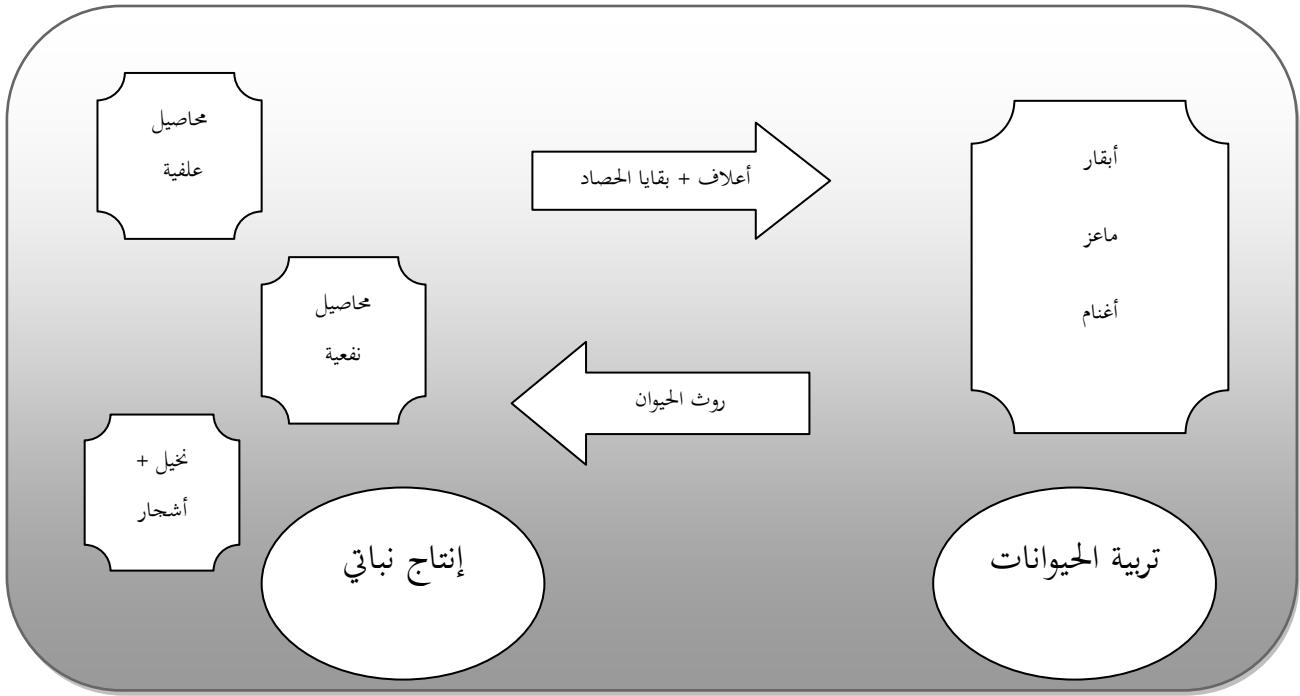 محاصيل
علفية
أعلاف + بقايا الحصاد
أبقار
ماعز
أغنام
محاصيل
نفعية
روث الحيوان
نخيل +
أشجار
إنتاج نباتي
تربية الحيوانات